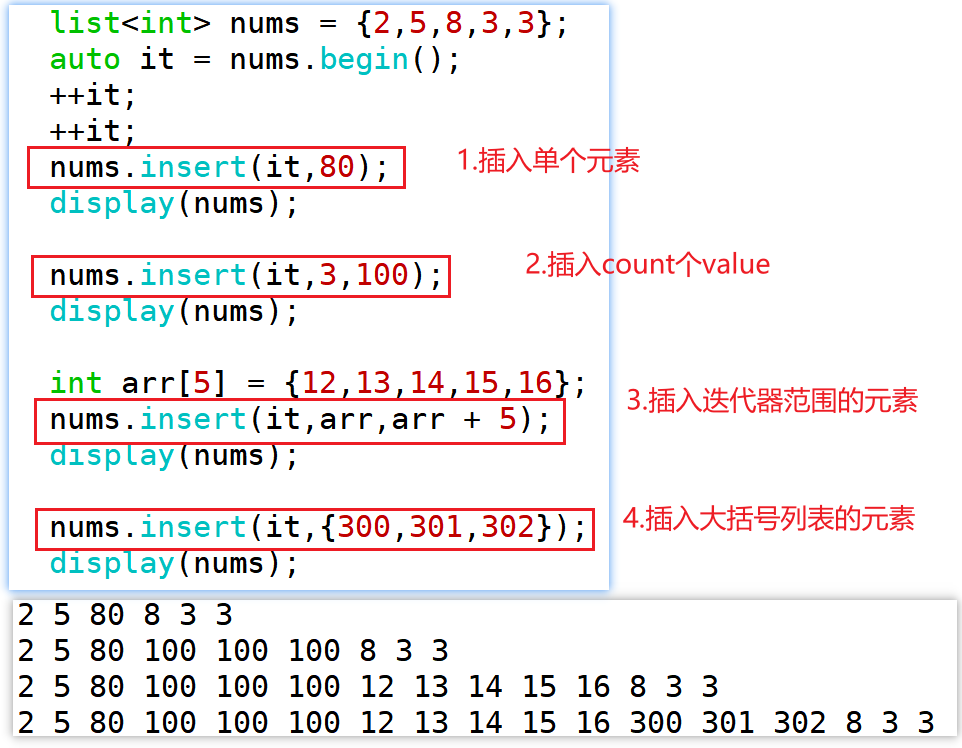 list<int> nums = {2,5,8,3,3};
auto it = nums.begin();
++it;
++it;
nums.insert(it,80);
1.插入单个元素
display(nums);
nums.insert(it,3,100);
2.插入count个value
display(nums);
int arr[5] = {12,13,14,15,16};
nums.insert(it,arr,arr + 5);
3.插入迭代器范围的元素
display(nums);
nums.insert(it,{300,301,302});
4.插入大括号列表的元素
display(nums);
2 5 80 8 3 3
2 5 80 100 100 100 8 3 3
2 5 80 100 100 100 12 13 14 15 16 8 3 3
2 5 80 100 100 100 12 13 14 15 16 300 301 302 8 3 3